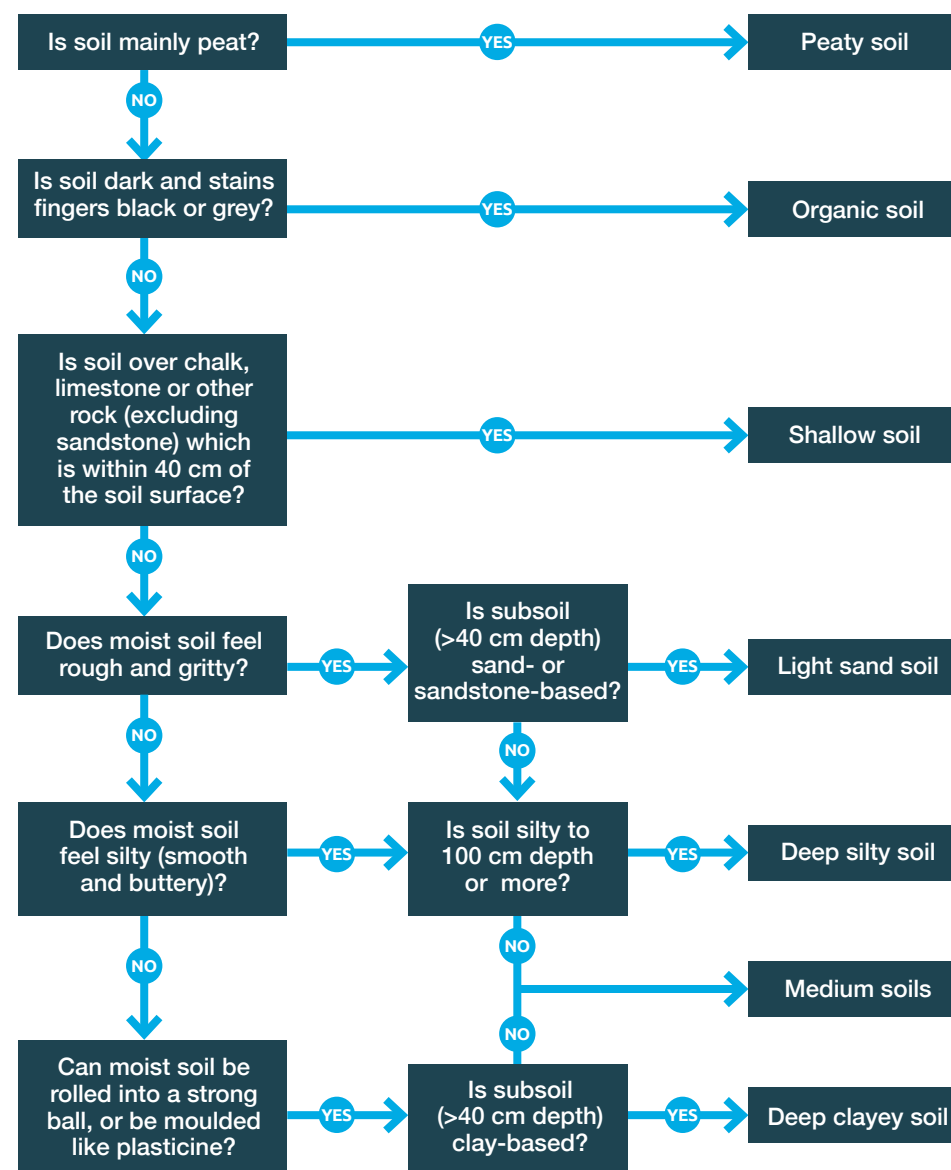 Is soil mainly peat?
YES
Peaty soil
NO
Is soil dark and stains
fingers black or grey?
YES
Organic soil
NO
Is soil over chalk,
limestone or other
rock (excluding
sandstone) which
is within 40 cm of
the soil surface?
YES
Shallow soil
NO
Does moist soil feel
rough and gritty?
YES
Is subsoil
(>40 cm depth)
sand- or
sandstone-based?
YES
Light sand soil
NO
NO
Does moist soil
feel silty (smooth
and buttery)?
YES
Is soil silty to
100 cm depth
or more?
YES
Deep silty soil
NO
NO
Medium soils
NO
Can moist soil be
rolled into a strong
ball, or be moulded
like plasticine?
YES
Is subsoil
(>40 cm depth)
clay-based?
YES
Deep clayey soil